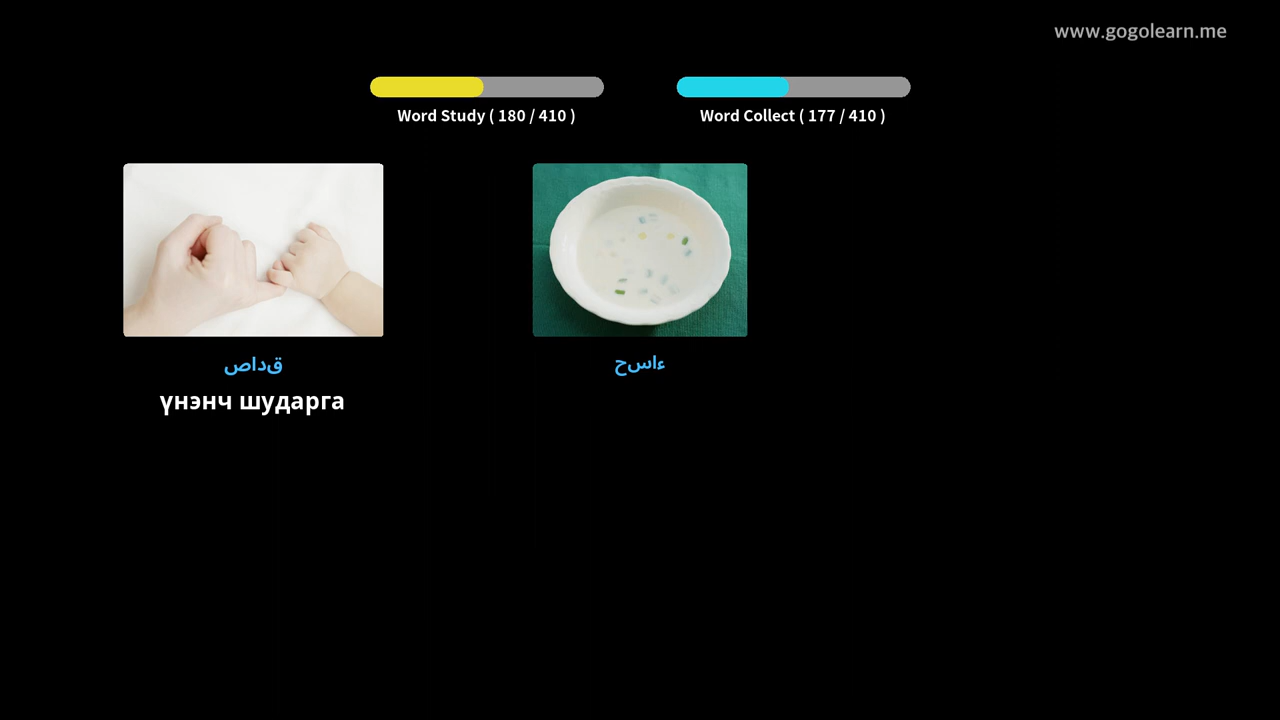 www.gogolearn.me
Word Study ( 180 / 410 )
Word Collect ( 177 / 410 )
قداص
ءاسح
үнэнч шударга